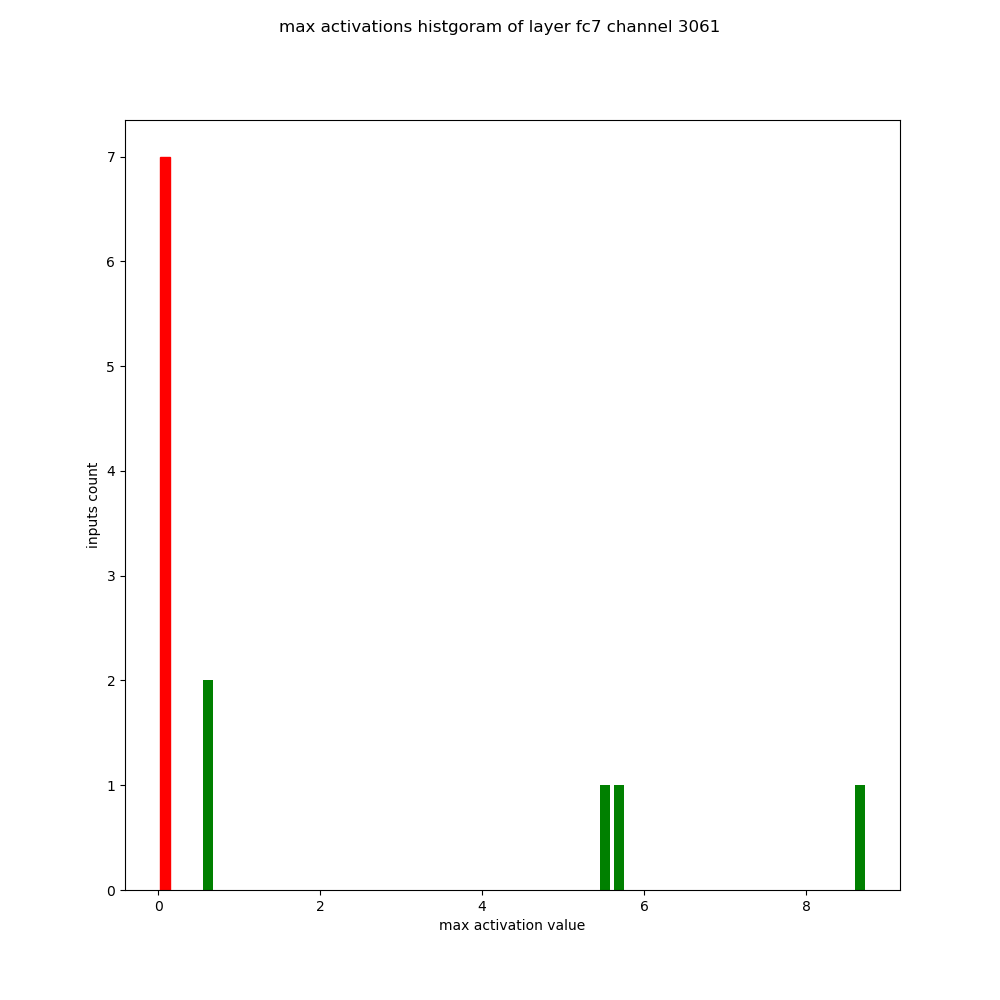 max activations histgoram of layer fc7 channel 3061
7
6
5
4
3
2
1
0
inputs count
0 2 4 6 8
max activation value